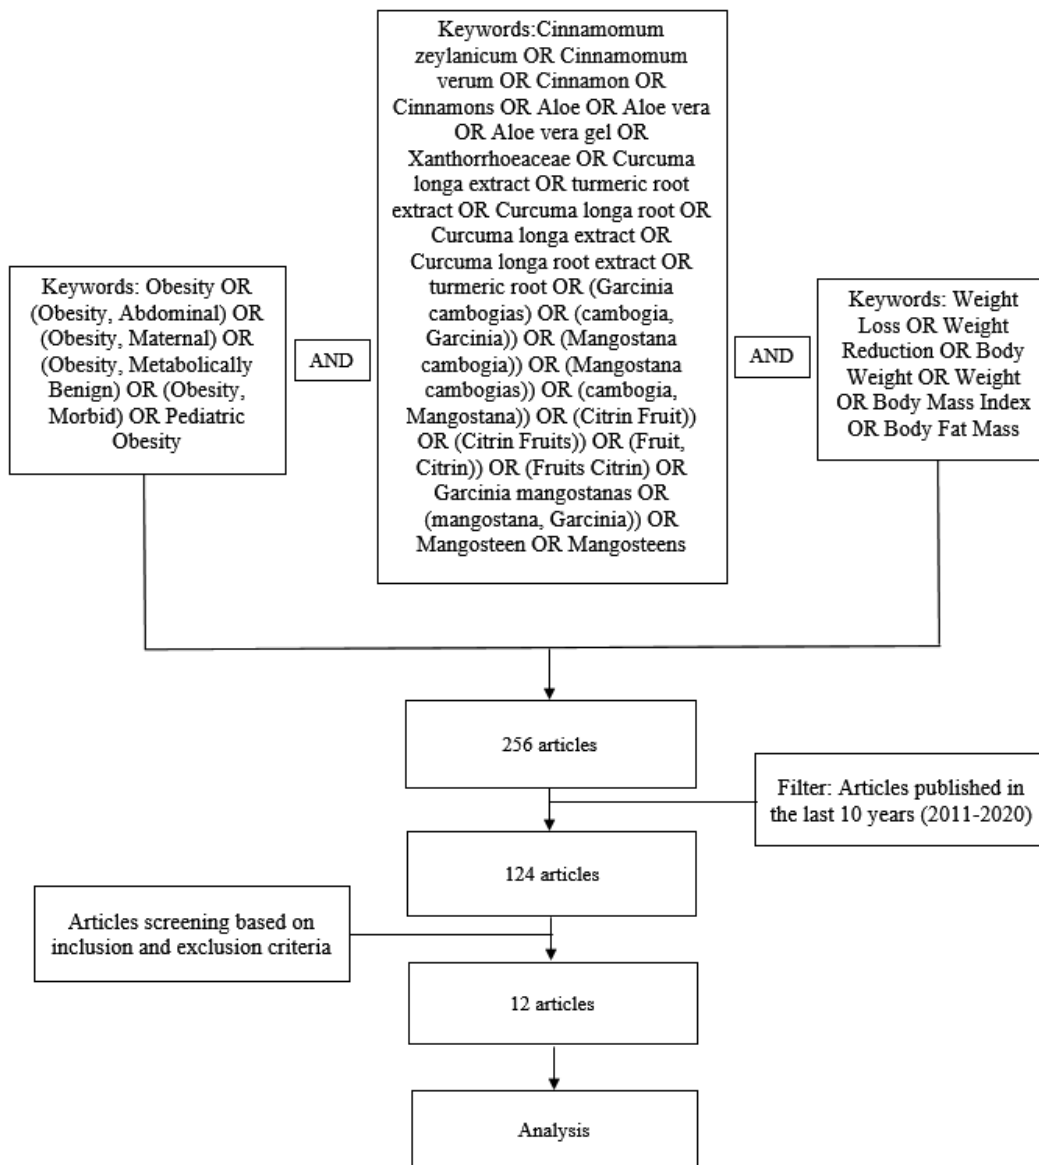 Keywords: Obesity OR
(Obesity, Abdominal) OR
(Obesity, Maternal) OR
(Obesity, Metabolically
Benign) OR (Obesity,
Morbid) OR Pediatric
Obesity
AND
Keywords:Cinnamomum
zeylanicum OR Cinnamomum
verum OR Cinnamon OR
Cinnamons OR Aloe OR Aloe vera
OR Aloe vera gel OR
Xanthorrhoeaceae OR Curcuma
longa extract OR turmeric root
extract OR Curcuma longa root OR
Curcuma longa extract OR
Curcuma longa root extract OR
turmeric root OR (Garcinia
cambogias) OR (cambogia,
Garcinia)) OR (Mangostana
cambogia)) OR (Mangostana
cambogias)) OR (cambogia,
Mangostana)) OR (Citrin Fruit))
OR (Citrin Fruits)) OR (Fruit,
Citrin)) OR (Fruits Citrin) OR
Garcinia mangostanas OR
(mangostana, Garcinia)) OR
Mangosteen OR Mangosteens
AND
Keywords: Weight
Loss OR Weight
Reduction OR Body
Weight OR Weight
OR Body Mass Index
OR Body Fat Mass
256 articles
Filter: Articles published in
the last 10 years (2011-2020)
124 articles
Articles screening based on
inclusion and exclusion criteria
12 articles
Analysis